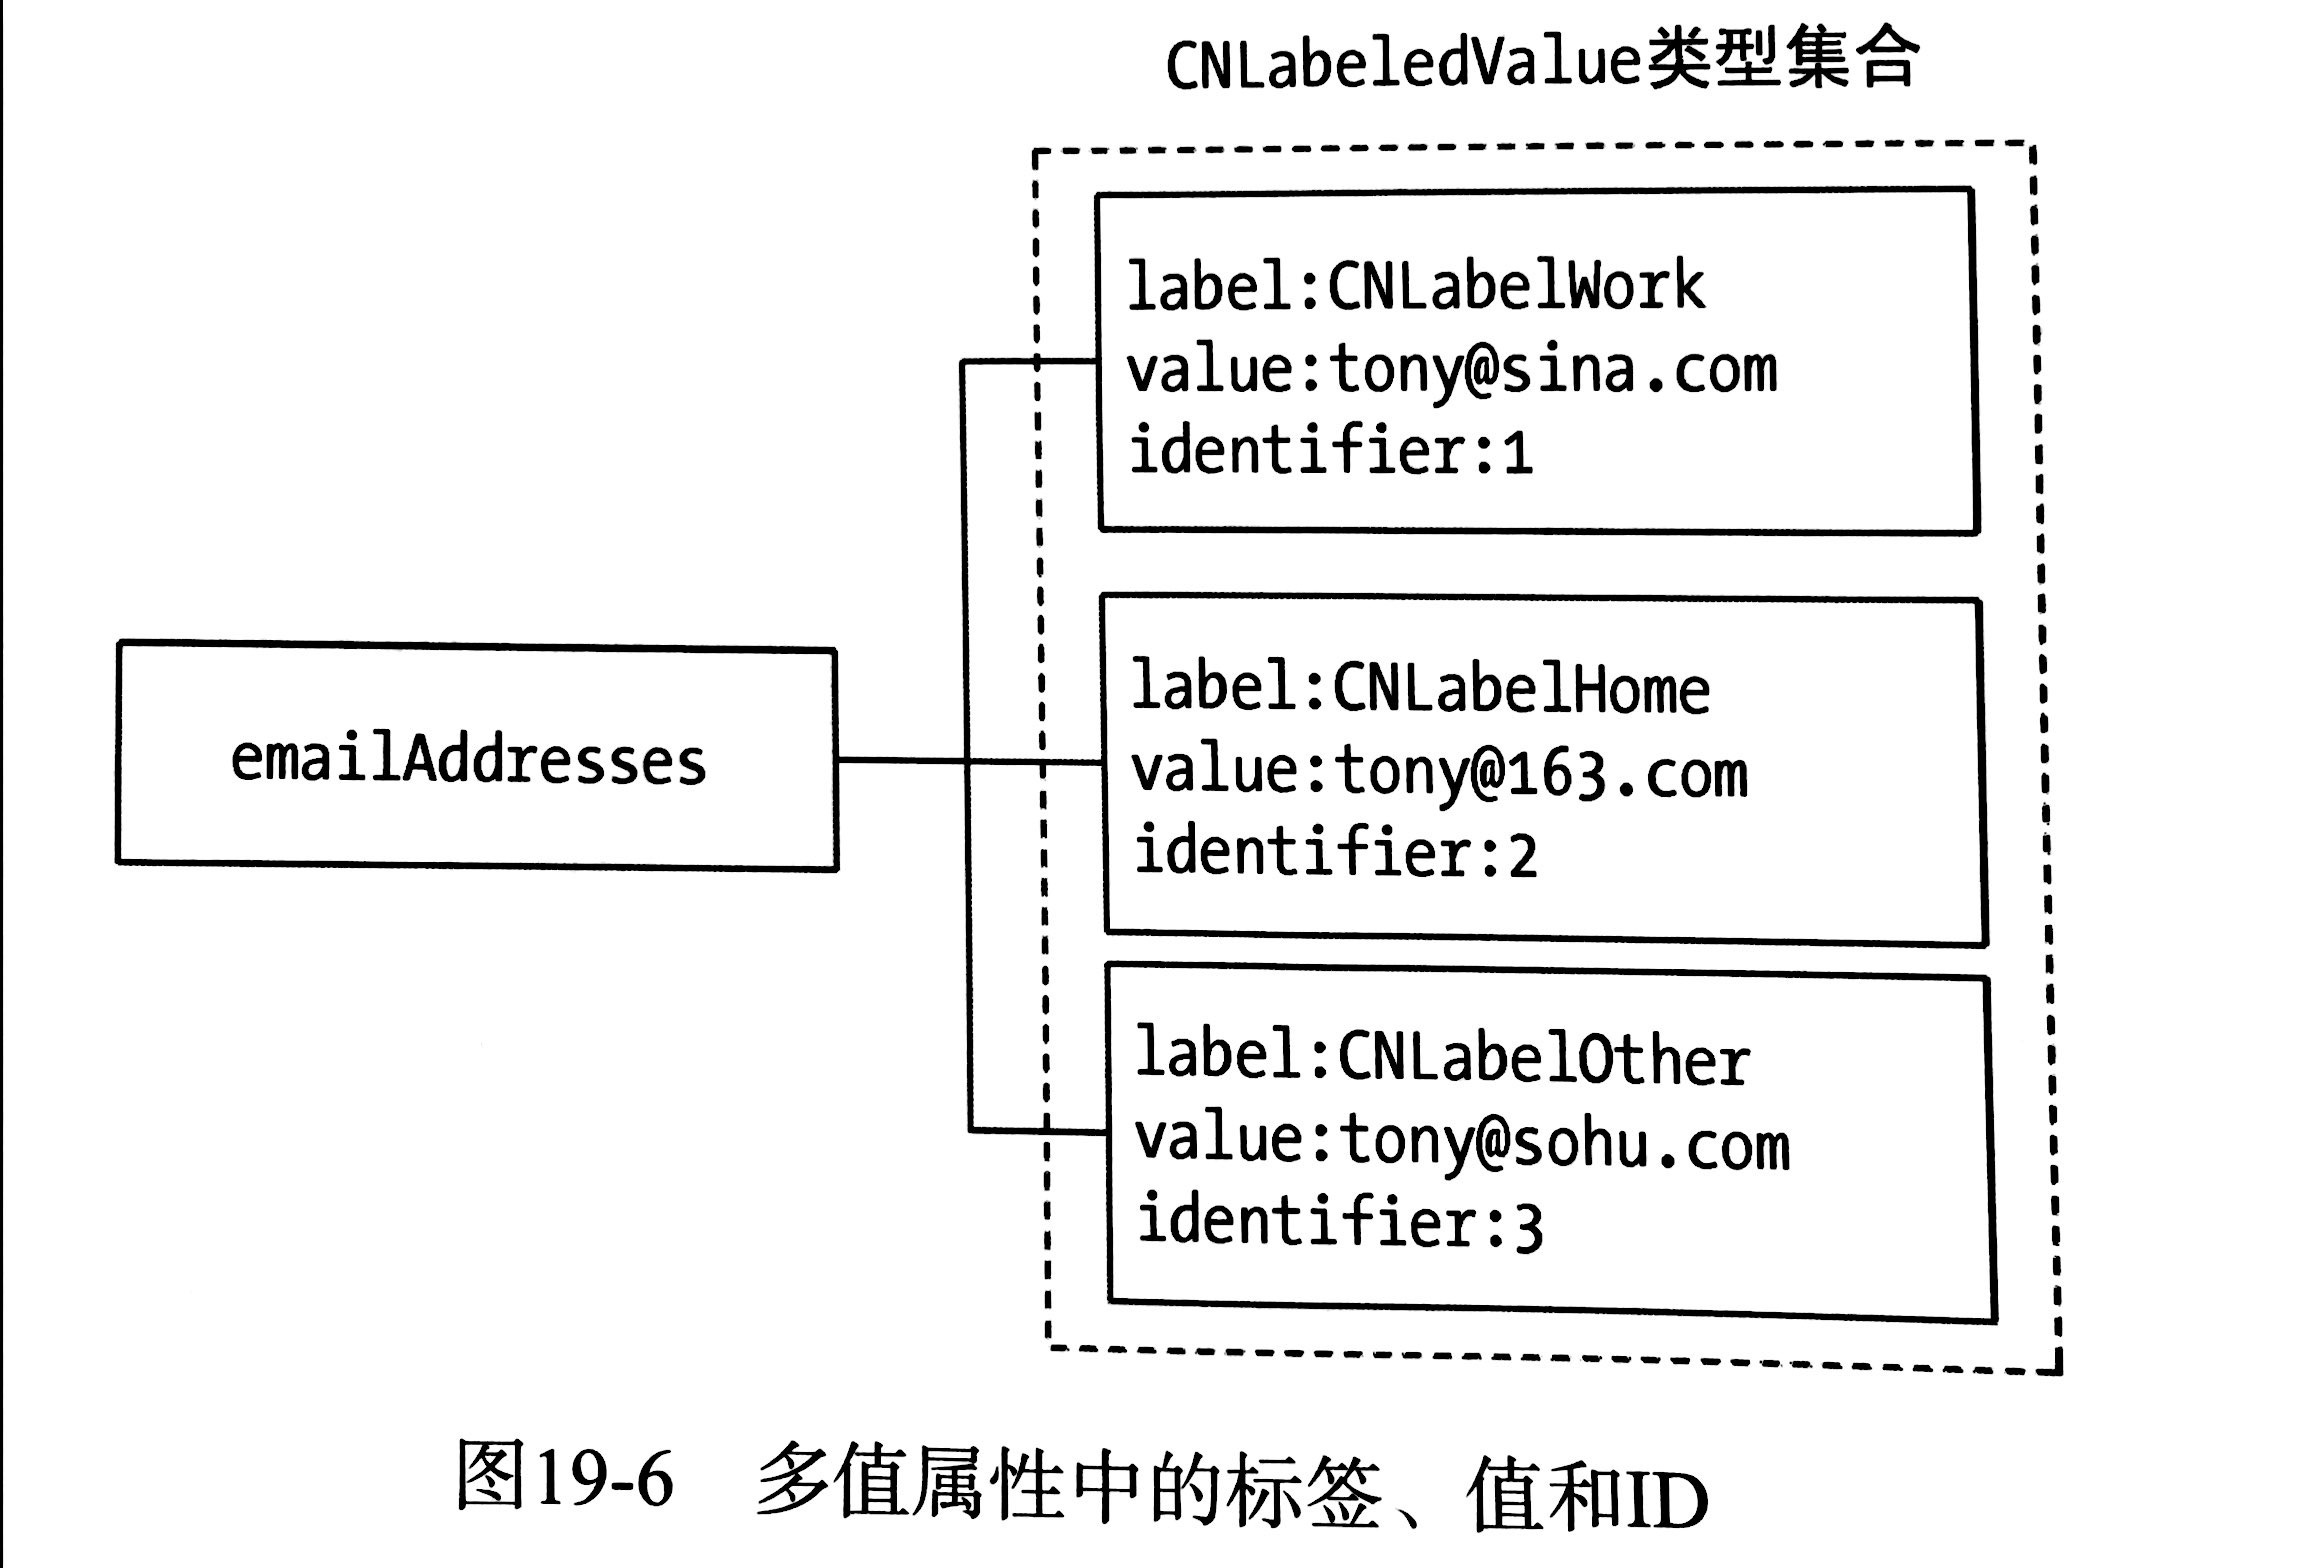 CNLabeledValue类型集合
label:CNLabelWork
value:tony@sina.com
identifier:1
emailAddresses
label:CNLabelHome
value:tony@163.com
identifier:2
label:CNLabelOther
value:tony@sohu.com
identifier:3
图19-6 多值属性中的标签、值和ID